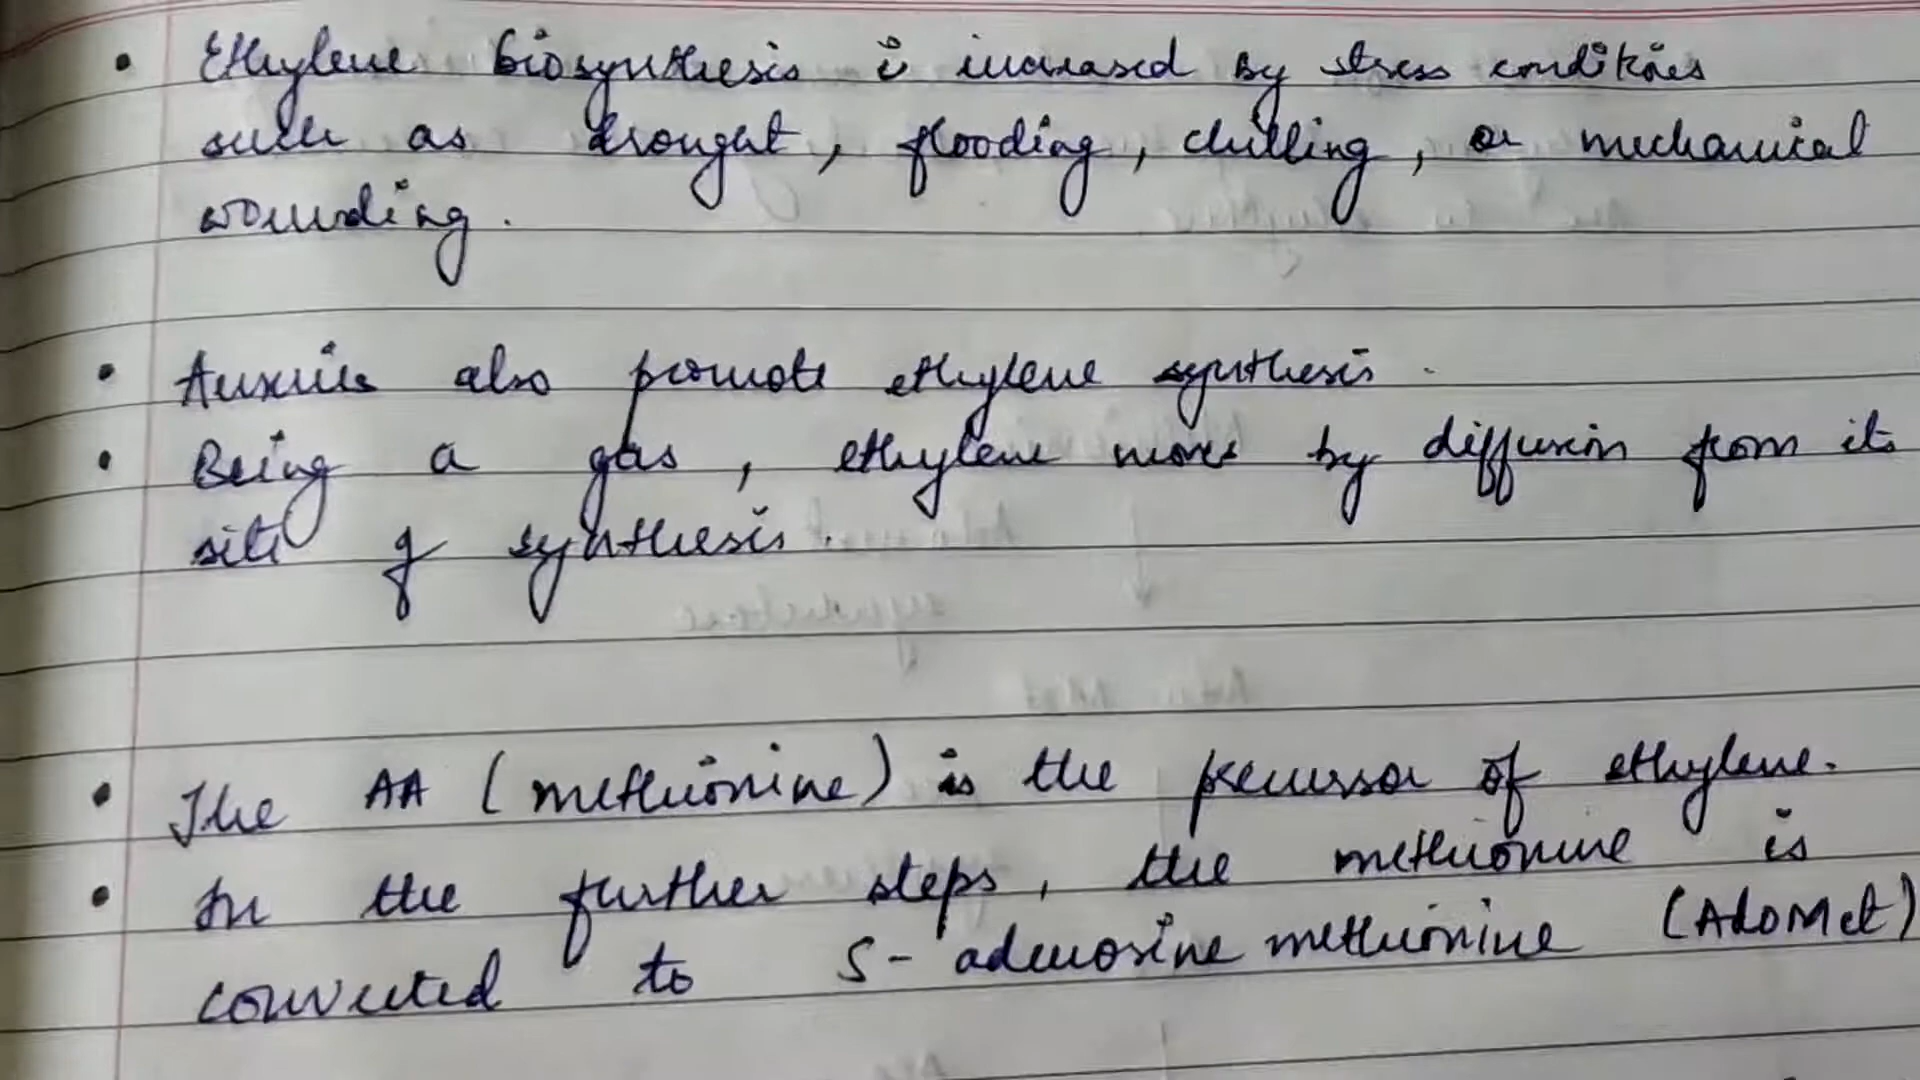 • Ethylene biosynthesis is increased by stress conditions
such as drought, flooding, chilling, or mechanical
wounding.
• Auxins also promote ethylene synthesis.
• Being a gas, ethylene moves by diffusion from its
site of synthesis.
• The AA (methionine) is the precursor of ethylene.
• In the further steps, the methionine is
converted to S-adenosine methionine (AdoMet)